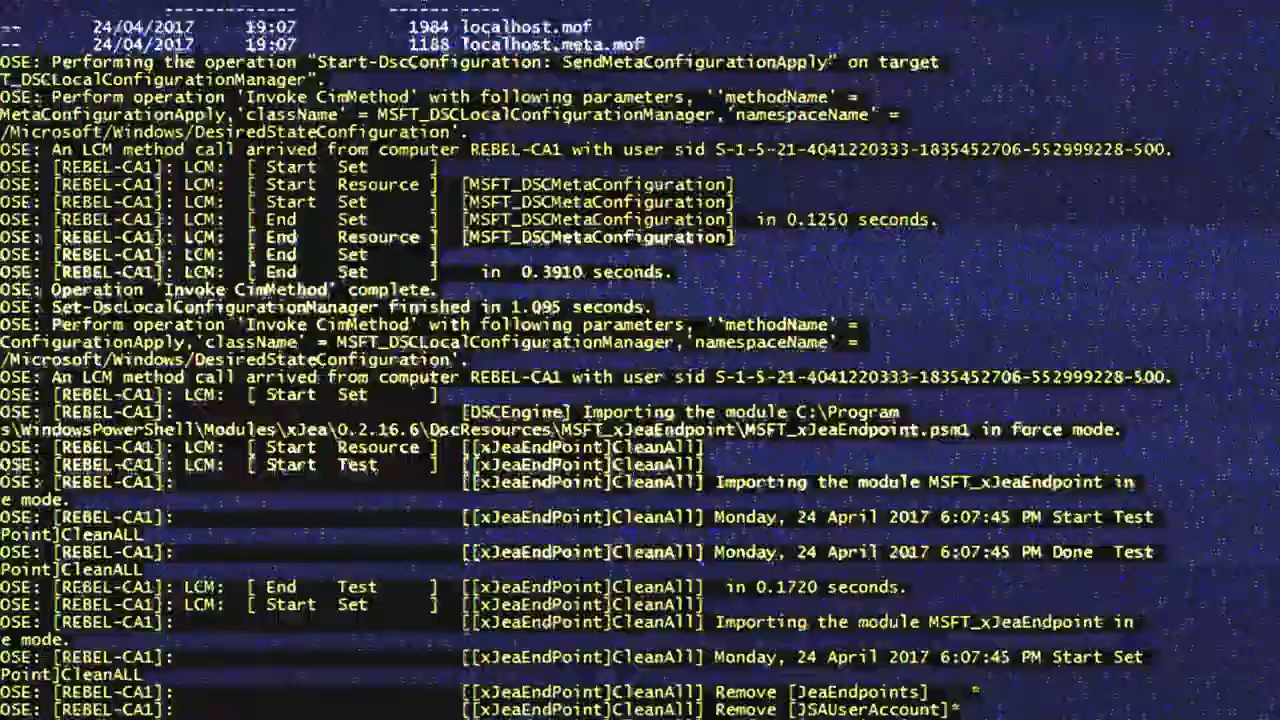 ------------- ------ ----
-- 24/04/2017 19:07 1984 localhost.mof
-- 24/04/2017 19:07 1188 localhost.meta.mof
OSE: Performing the operation "Start-DscConfiguration: SendMetaConfigurationApply" on target
T_DSCLocalConfigurationManager".
OSE: Perform operation 'Invoke CimMethod' with following parameters, ''methodName' =
MetaConfigurationApply,'className' = MSFT_DSCLocalConfigurationManager,'namespaceName' =
/Microsoft/Windows/DesiredStateConfiguration'.
OSE: An LCM method call arrived from computer REBEL-CA1 with user sid S-1-5-21-4041220333-1835452706-552999228-500.
OSE: [REBEL-CA1]: LCM: [ Start Set ]
OSE: [REBEL-CA1]: LCM: [ Start Resource ] [MSFT_DSCMetaConfiguration]
OSE: [REBEL-CA1]: LCM: [ Start Set ] [MSFT_DSCMetaConfiguration]
OSE: [REBEL-CA1]: LCM: [ End Set ] [MSFT_DSCMetaConfiguration] in 0.1250 seconds.
OSE: [REBEL-CA1]: LCM: [ End Resource ] [MSFT_DSCMetaConfiguration]
OSE: [REBEL-CA1]: LCM: [ End Set ]
OSE: [REBEL-CA1]: LCM: [ End Set ] in 0.3910 seconds.
OSE: Operation 'Invoke CimMethod' complete.
OSE: Set-DscLocalConfigurationManager finished in 1.095 seconds.
OSE: Perform operation 'Invoke CimMethod' with following parameters, ''methodName' =
ConfigurationApply,'className' = MSFT_DSCLocalConfigurationManager,'namespaceName' =
/Microsoft/Windows/DesiredStateConfiguration'.
OSE: An LCM method call arrived from computer REBEL-CA1 with user sid S-1-5-21-4041220333-1835452706-552999228-500.
OSE: [REBEL-CA1]: LCM: [ Start Set ]
OSE: [REBEL-CA1]: [DSCEngine] Importing the module C:\Program
s\WindowsPowerShell\Modules\xJea\0.2.16.6\DscResources\MSFT_xJeaEndpoint\MSFT_xJeaEndpoint.psm1 in force mode.
OSE: [REBEL-CA1]: LCM: [ Start Resource ] [[xJeaEndPoint]CleanAll]
OSE: [REBEL-CA1]: LCM: [ Start Test ] [[xJeaEndPoint]CleanAll]
OSE: [REBEL-CA1]: [[xJeaEndPoint]CleanAll] Importing the module MSFT_xJeaEndpoint in
e mode.
OSE: [REBEL-CA1]: [[xJeaEndPoint]CleanAll] Monday, 24 April 2017 6:07:45 PM Start Test
Point]CleanALL
OSE: [REBEL-CA1]: [[xJeaEndPoint]CleanAll] Monday, 24 April 2017 6:07:45 PM Done Test
Point]CleanALL
OSE: [REBEL-CA1]: LCM: [ End Test ] [[xJeaEndPoint]CleanAll] in 0.1720 seconds.
OSE: [REBEL-CA1]: LCM: [ Start Set ] [[xJeaEndPoint]CleanAll]
OSE: [REBEL-CA1]: [[xJeaEndPoint]CleanAll] Importing the module MSFT_xJeaEndpoint in
e mode.
OSE: [REBEL-CA1]: [[xJeaEndPoint]CleanAll] Monday, 24 April 2017 6:07:45 PM Start Set
Point]CleanALL
OSE: [REBEL-CA1]: [[xJeaEndPoint]CleanAll] Remove [JeaEndpoints] *
OSE: [REBEL-CA1]: [[xJeaEndPoint]CleanAll] Remove [JSAUserAccount]*